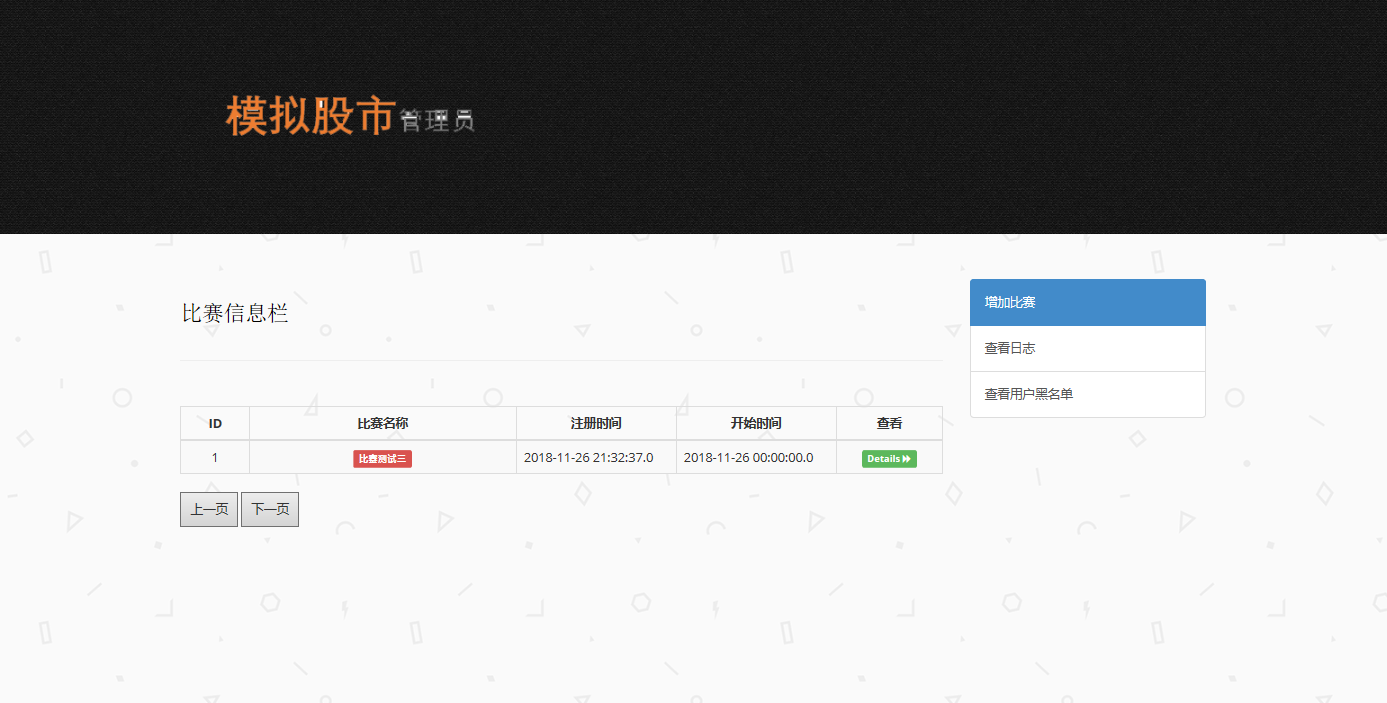 模拟股市管理员
比赛信息栏
增加比赛
查看日志
查看用户黑名单
ID 比赛名称 注册时间 开始时间 查看
1 比赛测试三 2018-11-26 21:32:37.0 2018-11-26 00:00:00.0 Details
上一页 下一页